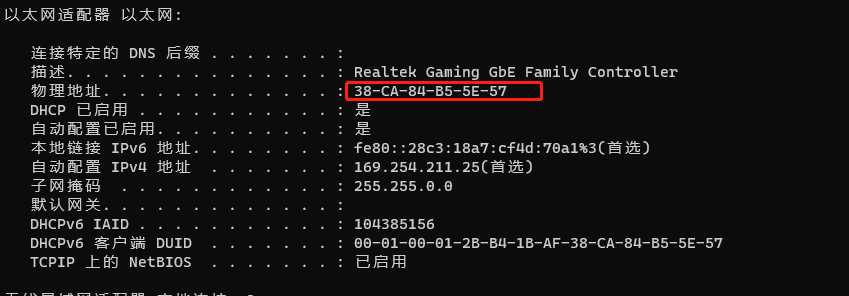 以太网适配器 以太网:
连接特定的 DNS 后缀 . . . . . . . :
描述. . . . . . . . . . . . . . . : Realtek Gaming GbE Family Controller
物理地址. . . . . . . . . . . . . : 38-CA-84-B5-5E-57
DHCP 已启用 . . . . . . . . . . . : 是
自动配置已启用. . . . . . . . . . : 是
本地链接 IPv6 地址. . . . . . . . : fe80::28c3:18a7:cf4d:70a1%3(首选)
自动配置 IPv4 地址 . . . . . . . : 169.254.211.25(首选)
子网掩码 . . . . . . . . . . . . : 255.255.0.0
默认网关. . . . . . . . . . . . . :
DHCPv6 IAID . . . . . . . . . . . : 104385156
DHCPv6 客户端 DUID . . . . . . . : 00-01-00-01-2B-B4-1B-AF-38-CA-84-B5-5E-57
TCPIP 上的 NetBIOS . . . . . . . : 已启用